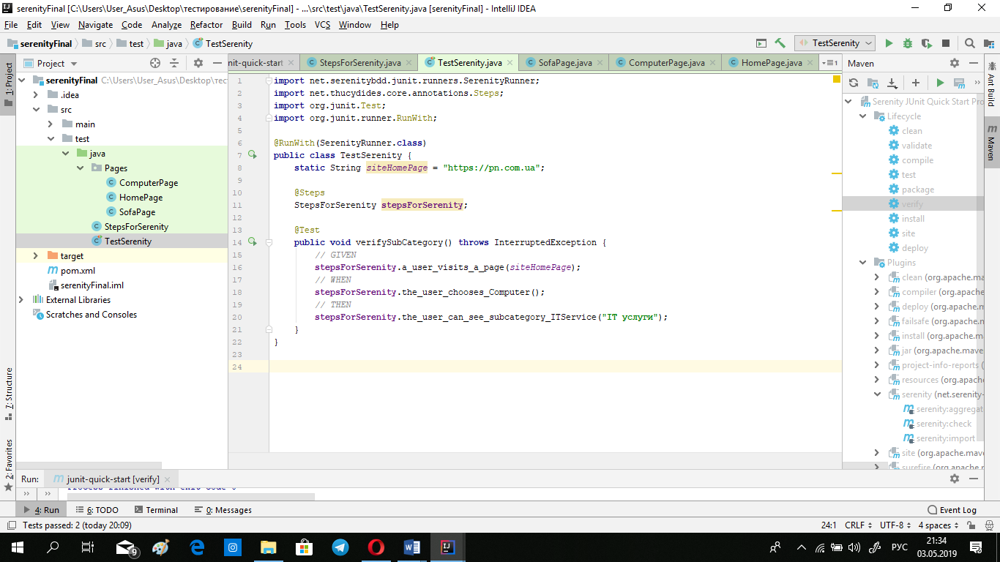 serenityFinal [C:\Users\User_Asus\Desktop\тестирование\serenityFinal] - ...\src\test\java\TestSerenity.java [serenityFinal] - IntelliJ IDEA
File Edit View Navigate Code Analyze Refactor Build Run Tools VCS Window Help
serenityFinal src test java TestSerenity TestSerenity
1: Project
7: Structure
2: Favorites
Project
serenityFinal C:\Users\User_Asus\Desktop\тес
.idea
src
main
test
java
Pages
ComputerPage
HomePage
SofaPage
StepsForSerenity
TestSerenity
target
pom.xml
serenityFinal.iml
External Libraries
Scratches and Consoles
nit-quick-start StepsForSerenity.java TestSerenity.java SofaPage.java ComputerPage.java HomePage.java
1 import net.serenitybdd.junit.runners.SerenityRunner;
2 import net.thucydides.core.annotations.Steps;
3 import org.junit.Test;
4 import org.junit.runner.RunWith;
5
6 @RunWith(SerenityRunner.class)
7 public class TestSerenity {
8 static String siteHomePage = "https://pn.com.ua";
9
10 @Steps
11 StepsForSerenity stepsForSerenity;
12
13 @Test
14 public void verifySubCategory() throws InterruptedException {
15 // GIVEN
16 stepsForSerenity.a_user_visits_a_page(siteHomePage);
17 // WHEN
18 stepsForSerenity.the_user_chooses_Computer();
19 // THEN
20 stepsForSerenity.the_user_can_see_subcategory_ITService("IT услуги");
21 }
22 }
23
24
Maven
Serenity JUnit Quick Start Pro
Lifecycle
clean
validate
compile
test
package
verify
install
site
deploy
Plugins
clean (org.apache.ma
compiler (org.apache
deploy (org.apache.m
failsafe (org.apache.
install (org.apache.ma
jar (org.apache.mave
project-info-reports (
resources (org.apach
serenity (net.serenity-
serenity:aggregat
serenity:check
serenity:import
site (org.apache.mave
surefire (org.apache.m
Ant Build
Maven
Run: junit-quick-start [verify]
Process finished with exit code 0
4: Run 6: TODO Terminal 0: Messages Event Log
Tests passed: 2 (today 20:09) 24:1 CRLF UTF-8 4 spaces
9 РУС 21:34
03.05.2019